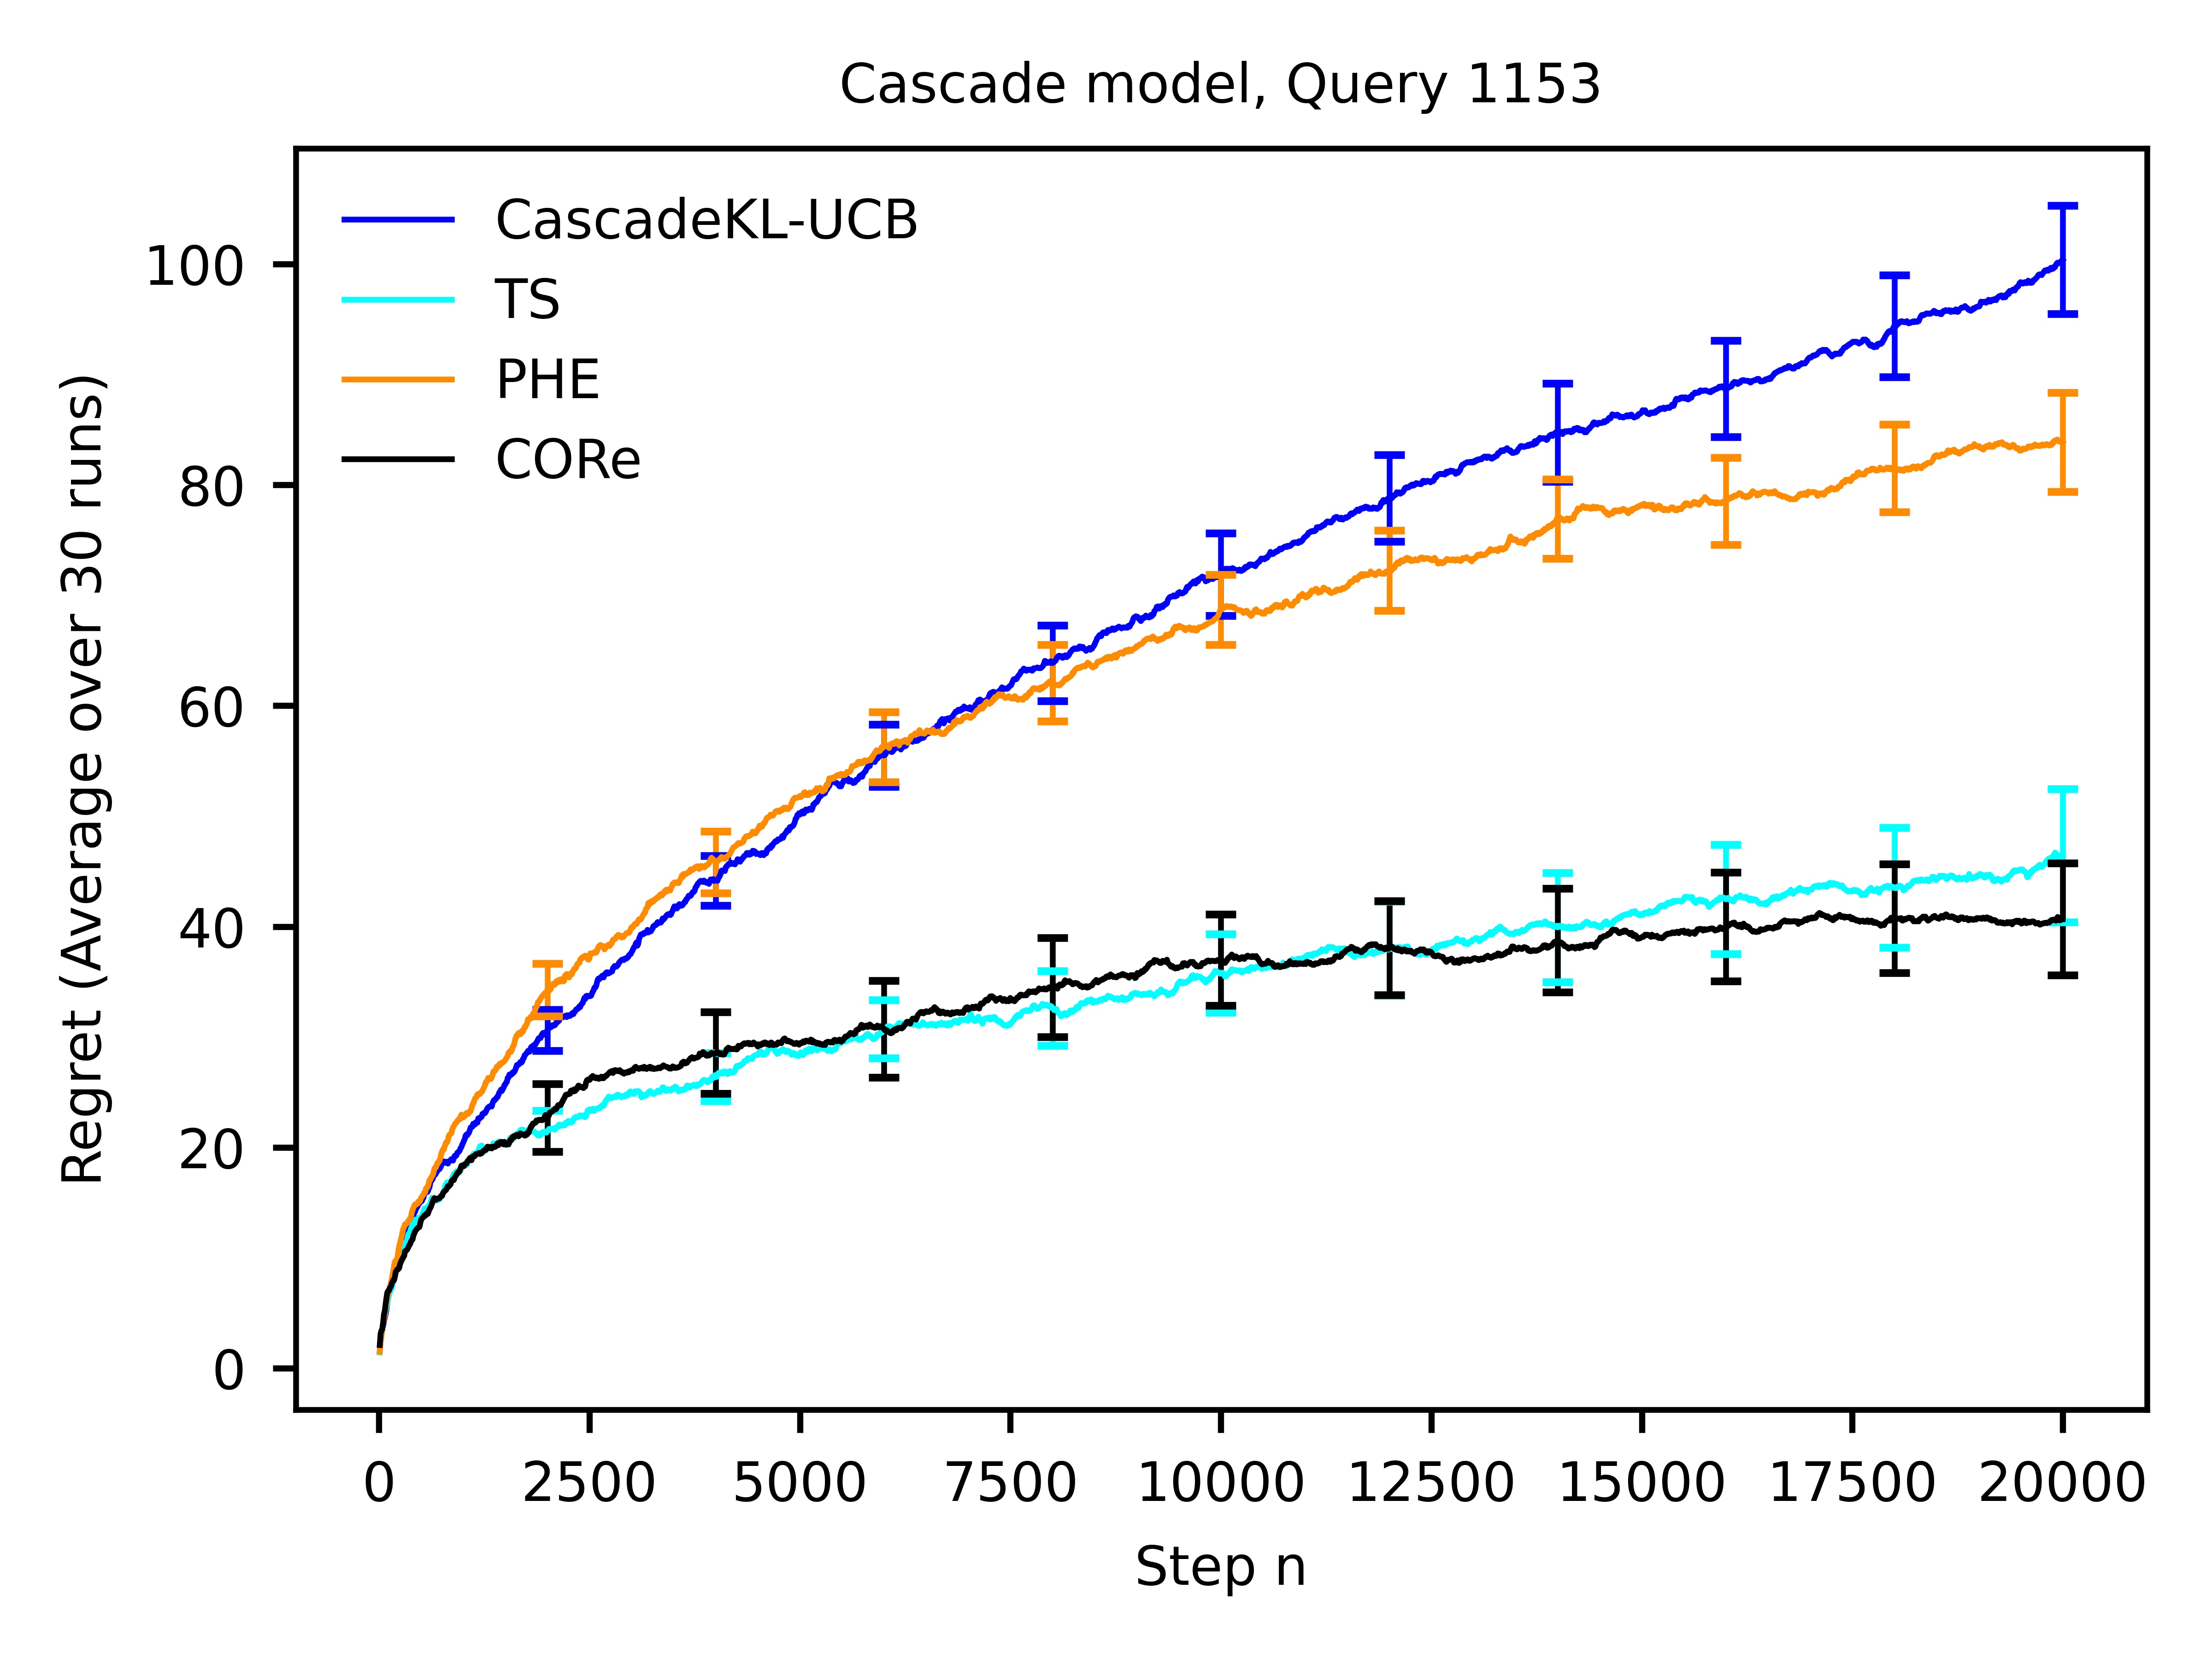 Cascade model, Query 1153
CascadeKL-UCB
TS
PHE
CORe
Regret (Average over 30 runs)
100
80
60
40
20
0
0 2500 5000 7500 10000 12500 15000 17500 20000
Step n